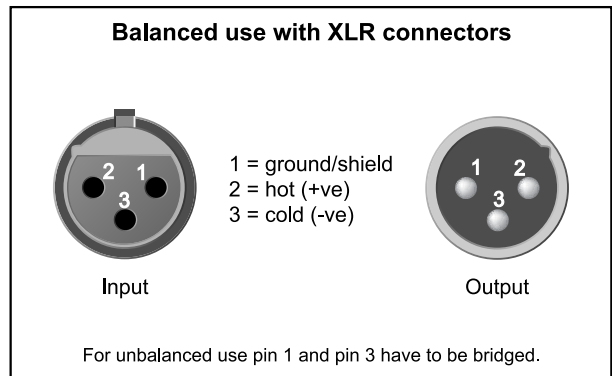 Balanced use with XLR connectors
2 1
3
1 = ground/shield
2 = hot (+ve)
3 = cold (-ve)
1 2
3
Input
Output
For unbalanced use pin 1 and pin 3 have to be bridged.